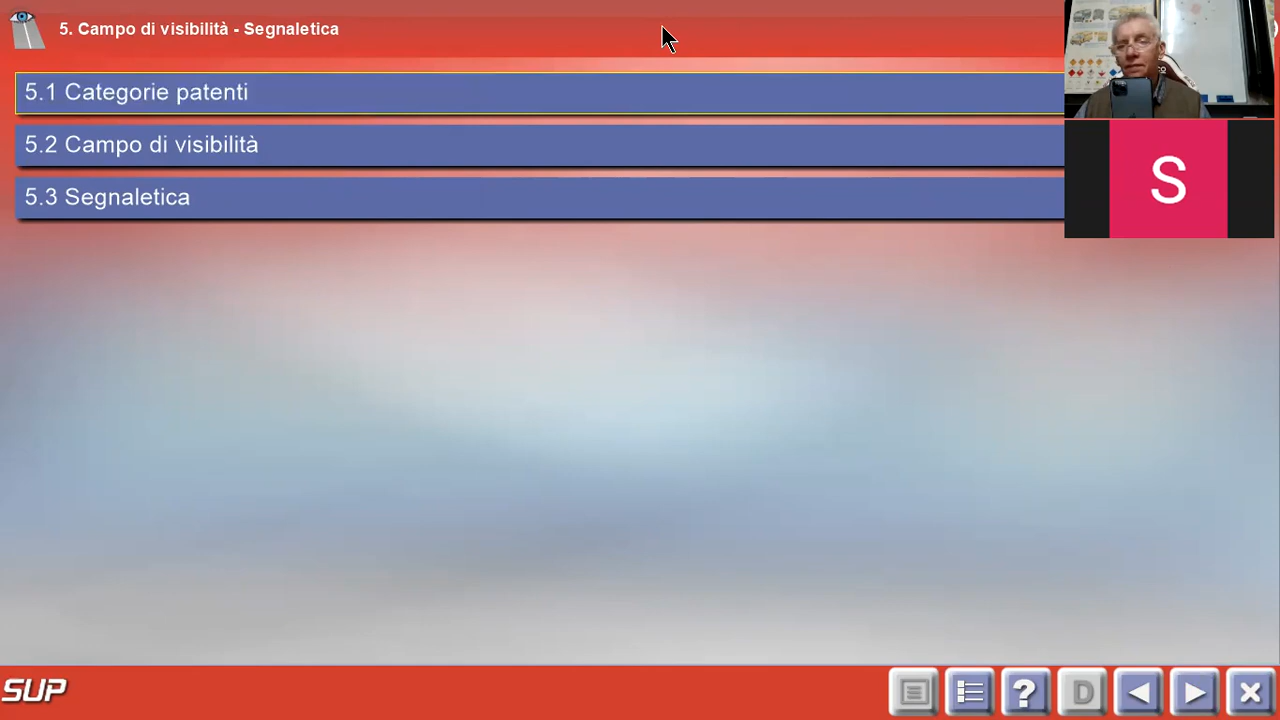 5. Campo di visibilità - Segnaletica
5.1 Categorie patenti
5.2 Campo di visibilità
5.3 Segnaletica
S
SUP
?
D